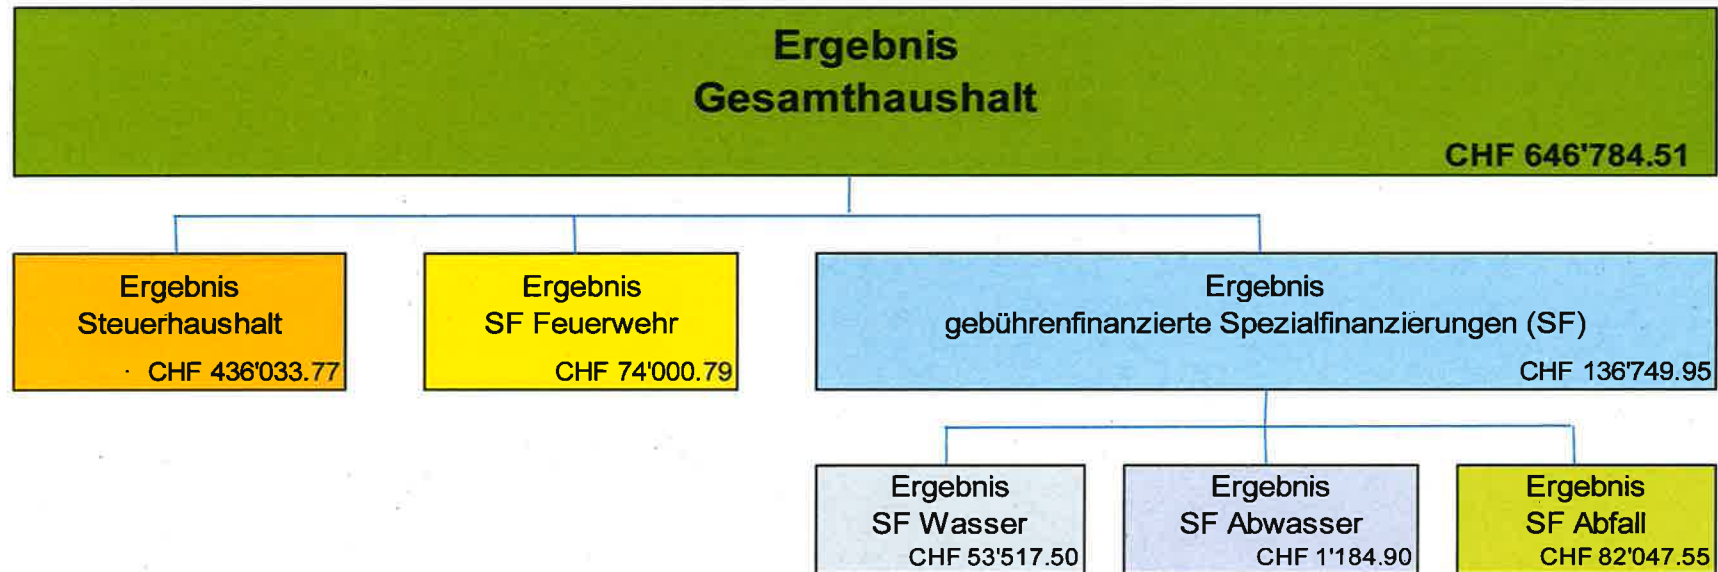 Ergebnis
Gesamthaushalt
CHF 646'784.51
Ergebnis
Steuerhaushalt
CHF 436'033.77
Ergebnis
SF Feuerwehr
CHF 74'000.79
Ergebnis
gebührenfinanzierte Spezialfinanzierungen (SF)
CHF 136'749.95
Ergebnis
SF Wasser
CHF 53'517.50
Ergebnis
SF Abwasser
CHF 1'184.90
Ergebnis
SF Abfall
CHF 82'047.55